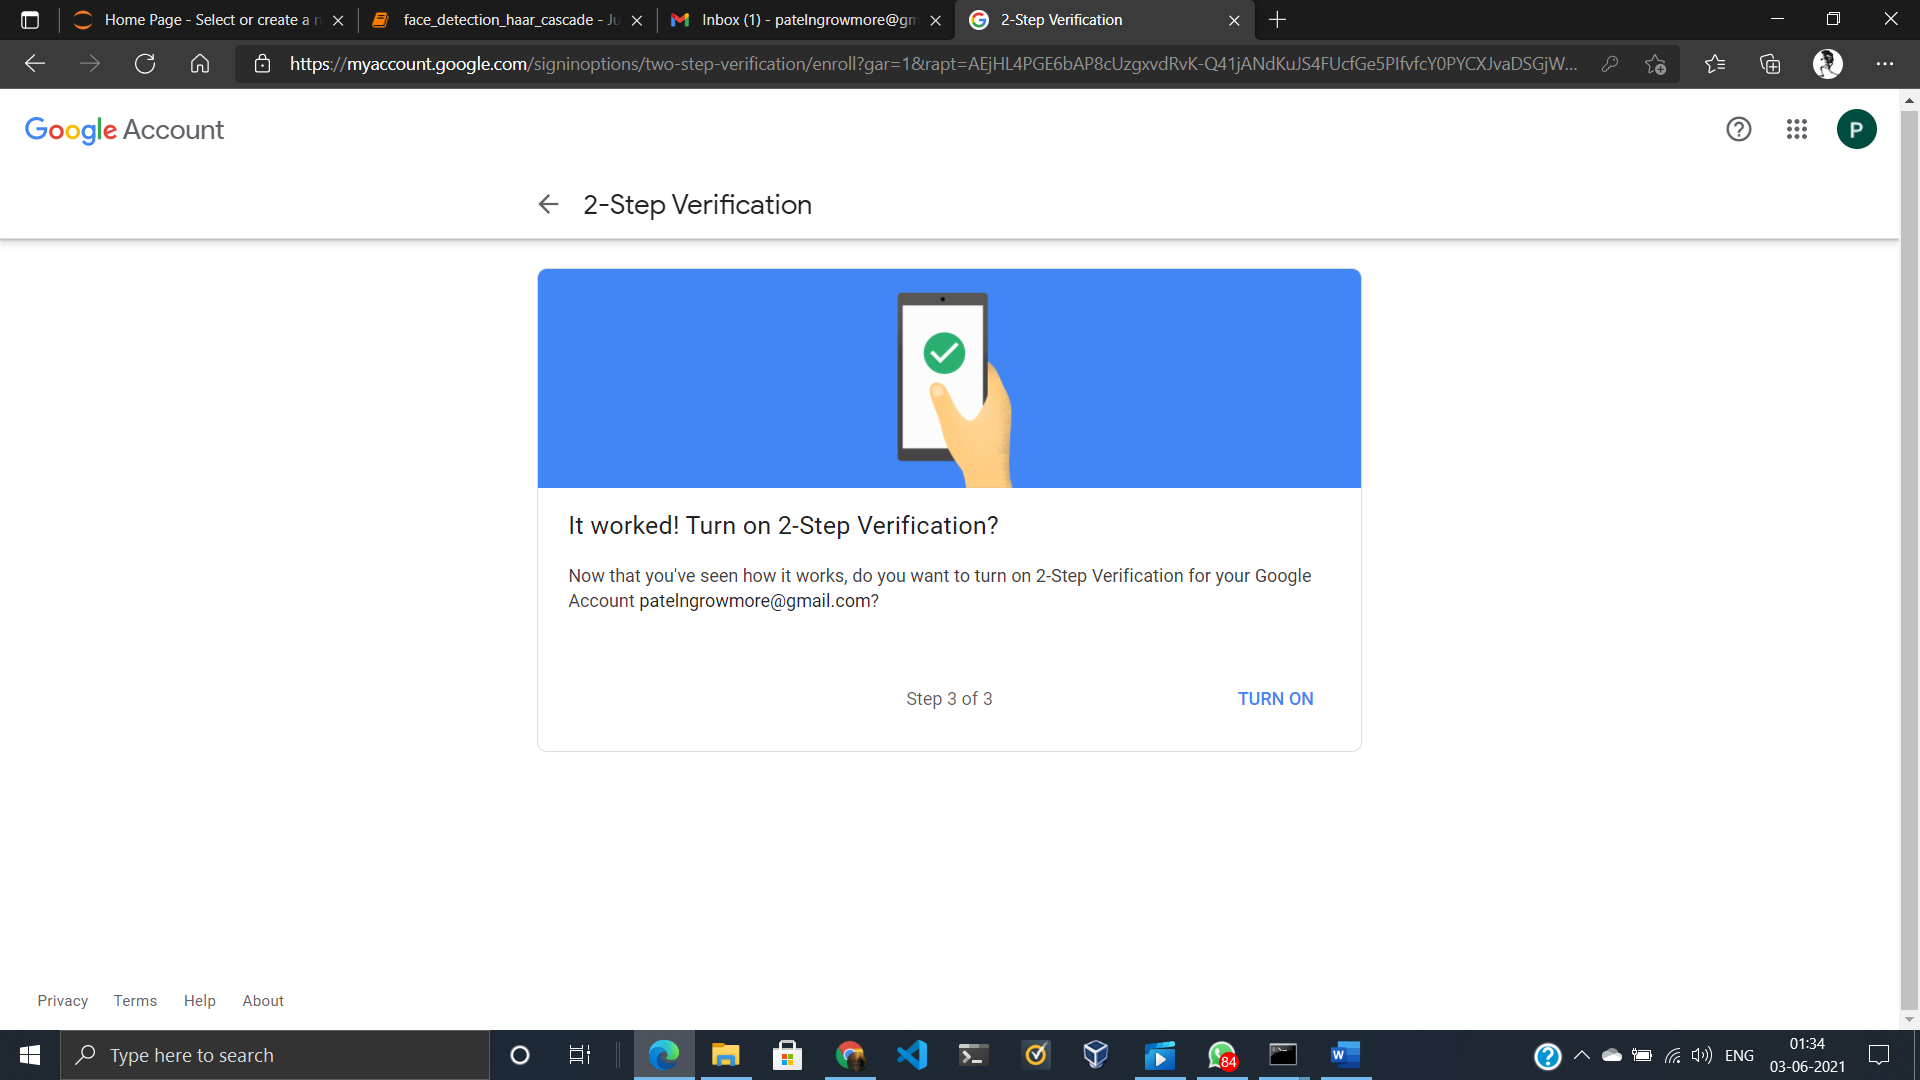 Home Page - Select or create a n
face_detection_haar_cascade - Ju
Inbox (1) - patelngrowmore@gm
2-Step Verification
https://myaccount.google.com/signinoptions/two-step-verification/enroll?gar=1&rapt=AEjHL4PGE6bAP8cUzgxvdRvK-Q41jANdKuJS4FUcfGe5PIfvfcY0PYCXJvaDSGjW...
Google Account
P
2-Step Verification
It worked! Turn on 2-Step Verification?
Now that you've seen how it works, do you want to turn on 2-Step Verification for your Google
Account patelngrowmore@gmail.com?
Step 3 of 3
TURN ON
Privacy Terms Help About
Type here to search
84
ENG
01:34
03-06-2021